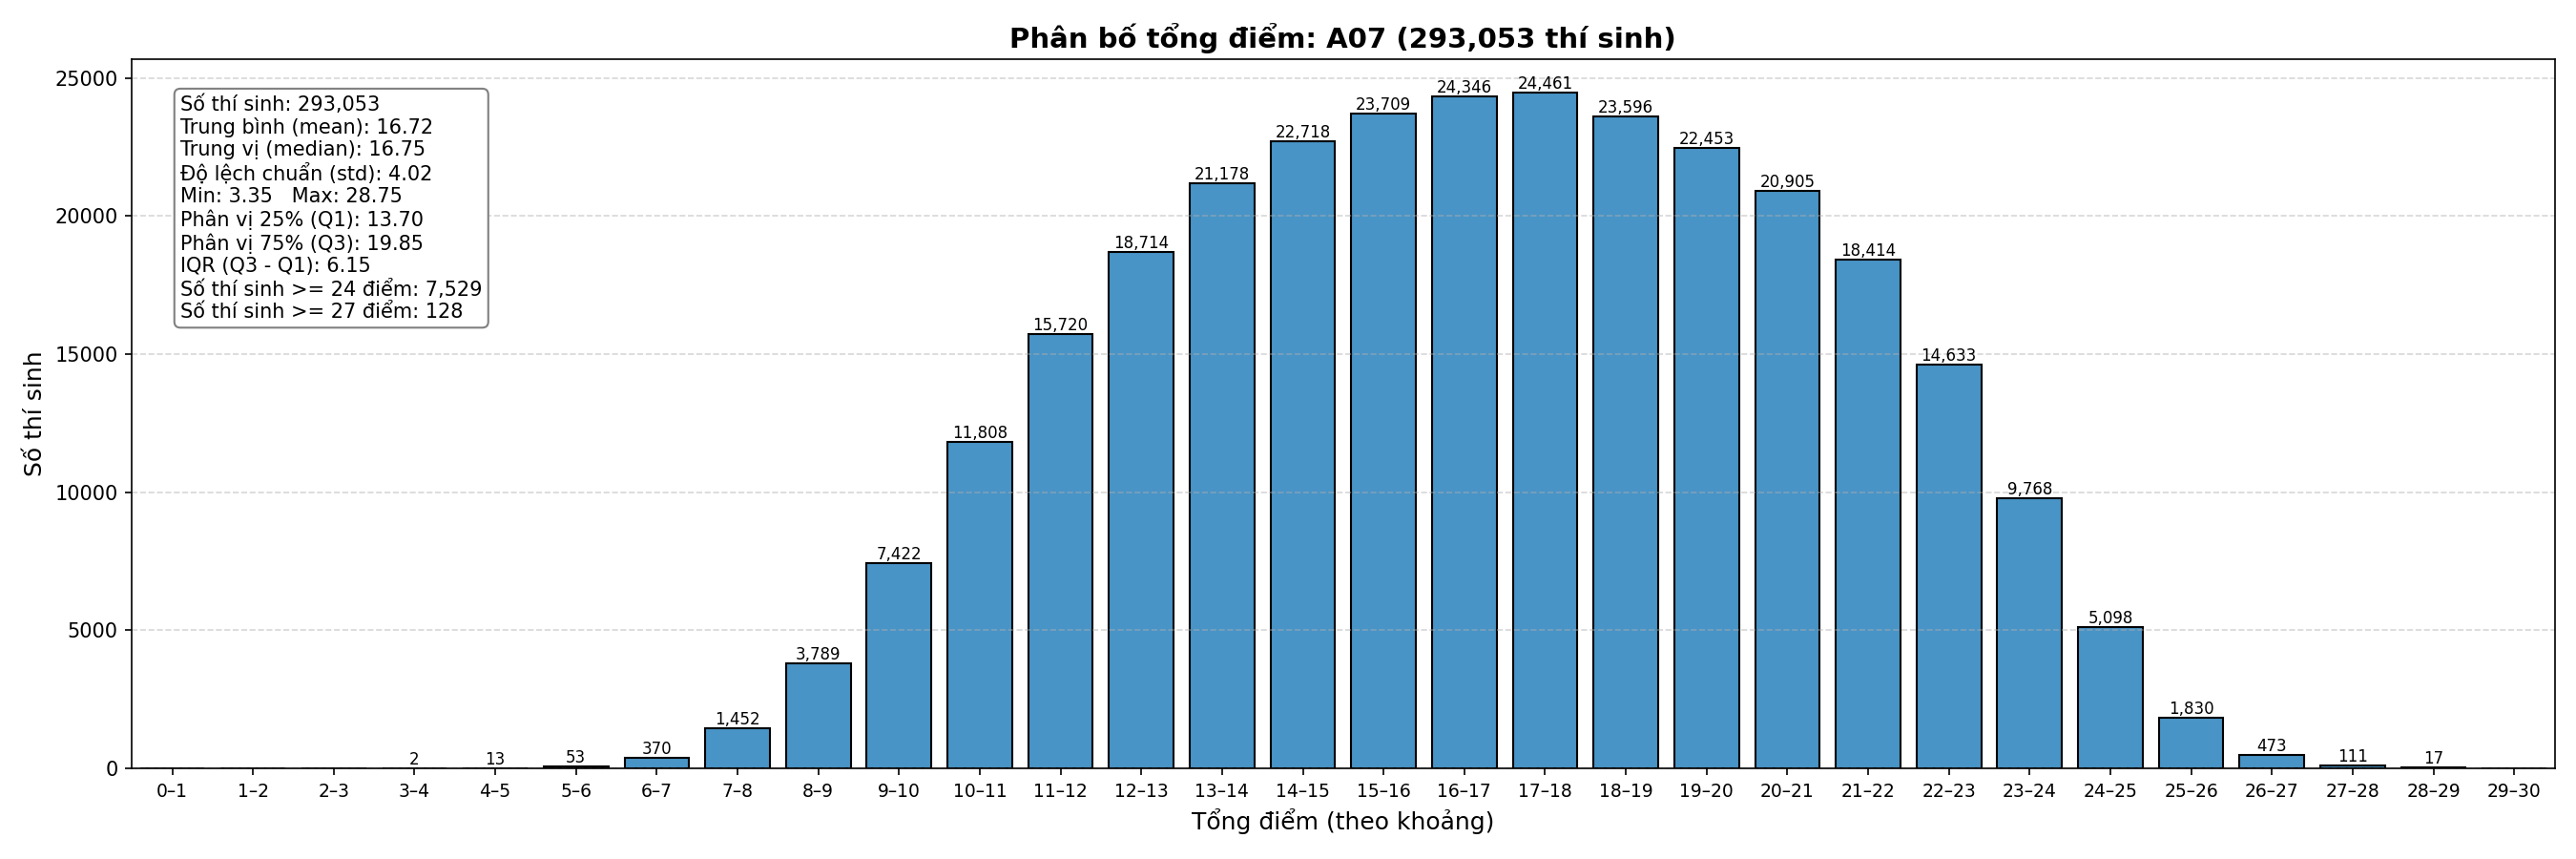 Phân bố tổng điểm: A07 (293,053 thí sinh)
Số thí sinh: 293,053
Trung bình (mean): 16.72
Trung vị (median): 16.75
Độ lệch chuẩn (std): 4.02
Min: 3.35   Max: 28.75
Phân vị 25% (Q1): 13.70
Phân vị 75% (Q3): 19.85
IQR (Q3 - Q1): 6.15
Số thí sinh >= 24 điểm: 7,529
Số thí sinh >= 27 điểm: 128
Số thí sinh
25000
20000
15000
10000
5000
0
2 13 53 370 1,452 3,789 7,422 11,808 15,720 18,714 21,178 22,718 23,709 24,346 24,461 23,596 22,453 20,905 18,414 14,633 9,768 5,098 1,830 473 111 17
0–1 1–2 2–3 3–4 4–5 5–6 6–7 7–8 8–9 9–10 10–11 11–12 12–13 13–14 14–15 15–16 16–17 17–18 18–19 19–20 20–21 21–22 22–23 23–24 24–25 25–26 26–27 27–28 28–29 29–30
Tổng điểm (theo khoảng)